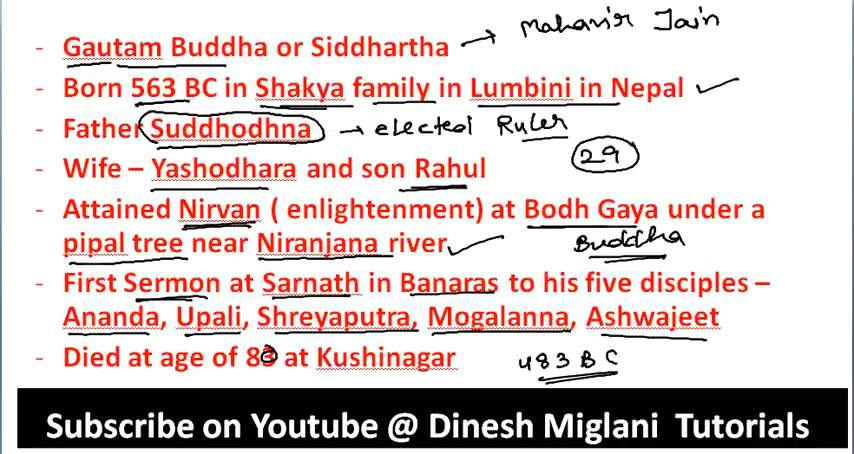 - Gautam Buddha or Siddhartha → Mahavir Jain
- Born 563 BC in Shakya family in Lumbini in Nepal
- Father Suddhodhna → elected Ruler
29
- Wife – Yashodhara and son Rahul
- Attained Nirvan ( enlightenment) at Bodh Gaya under a
pipal tree near Niranjana river
Buddha
- First Sermon at Sarnath in Banaras to his five disciples –
Ananda, Upali, Shreyaputra, Mogalanna, Ashwajeet
- Died at age of 80 at Kushinagar 483 BC
Subscribe on Youtube @ Dinesh Miglani Tutorials